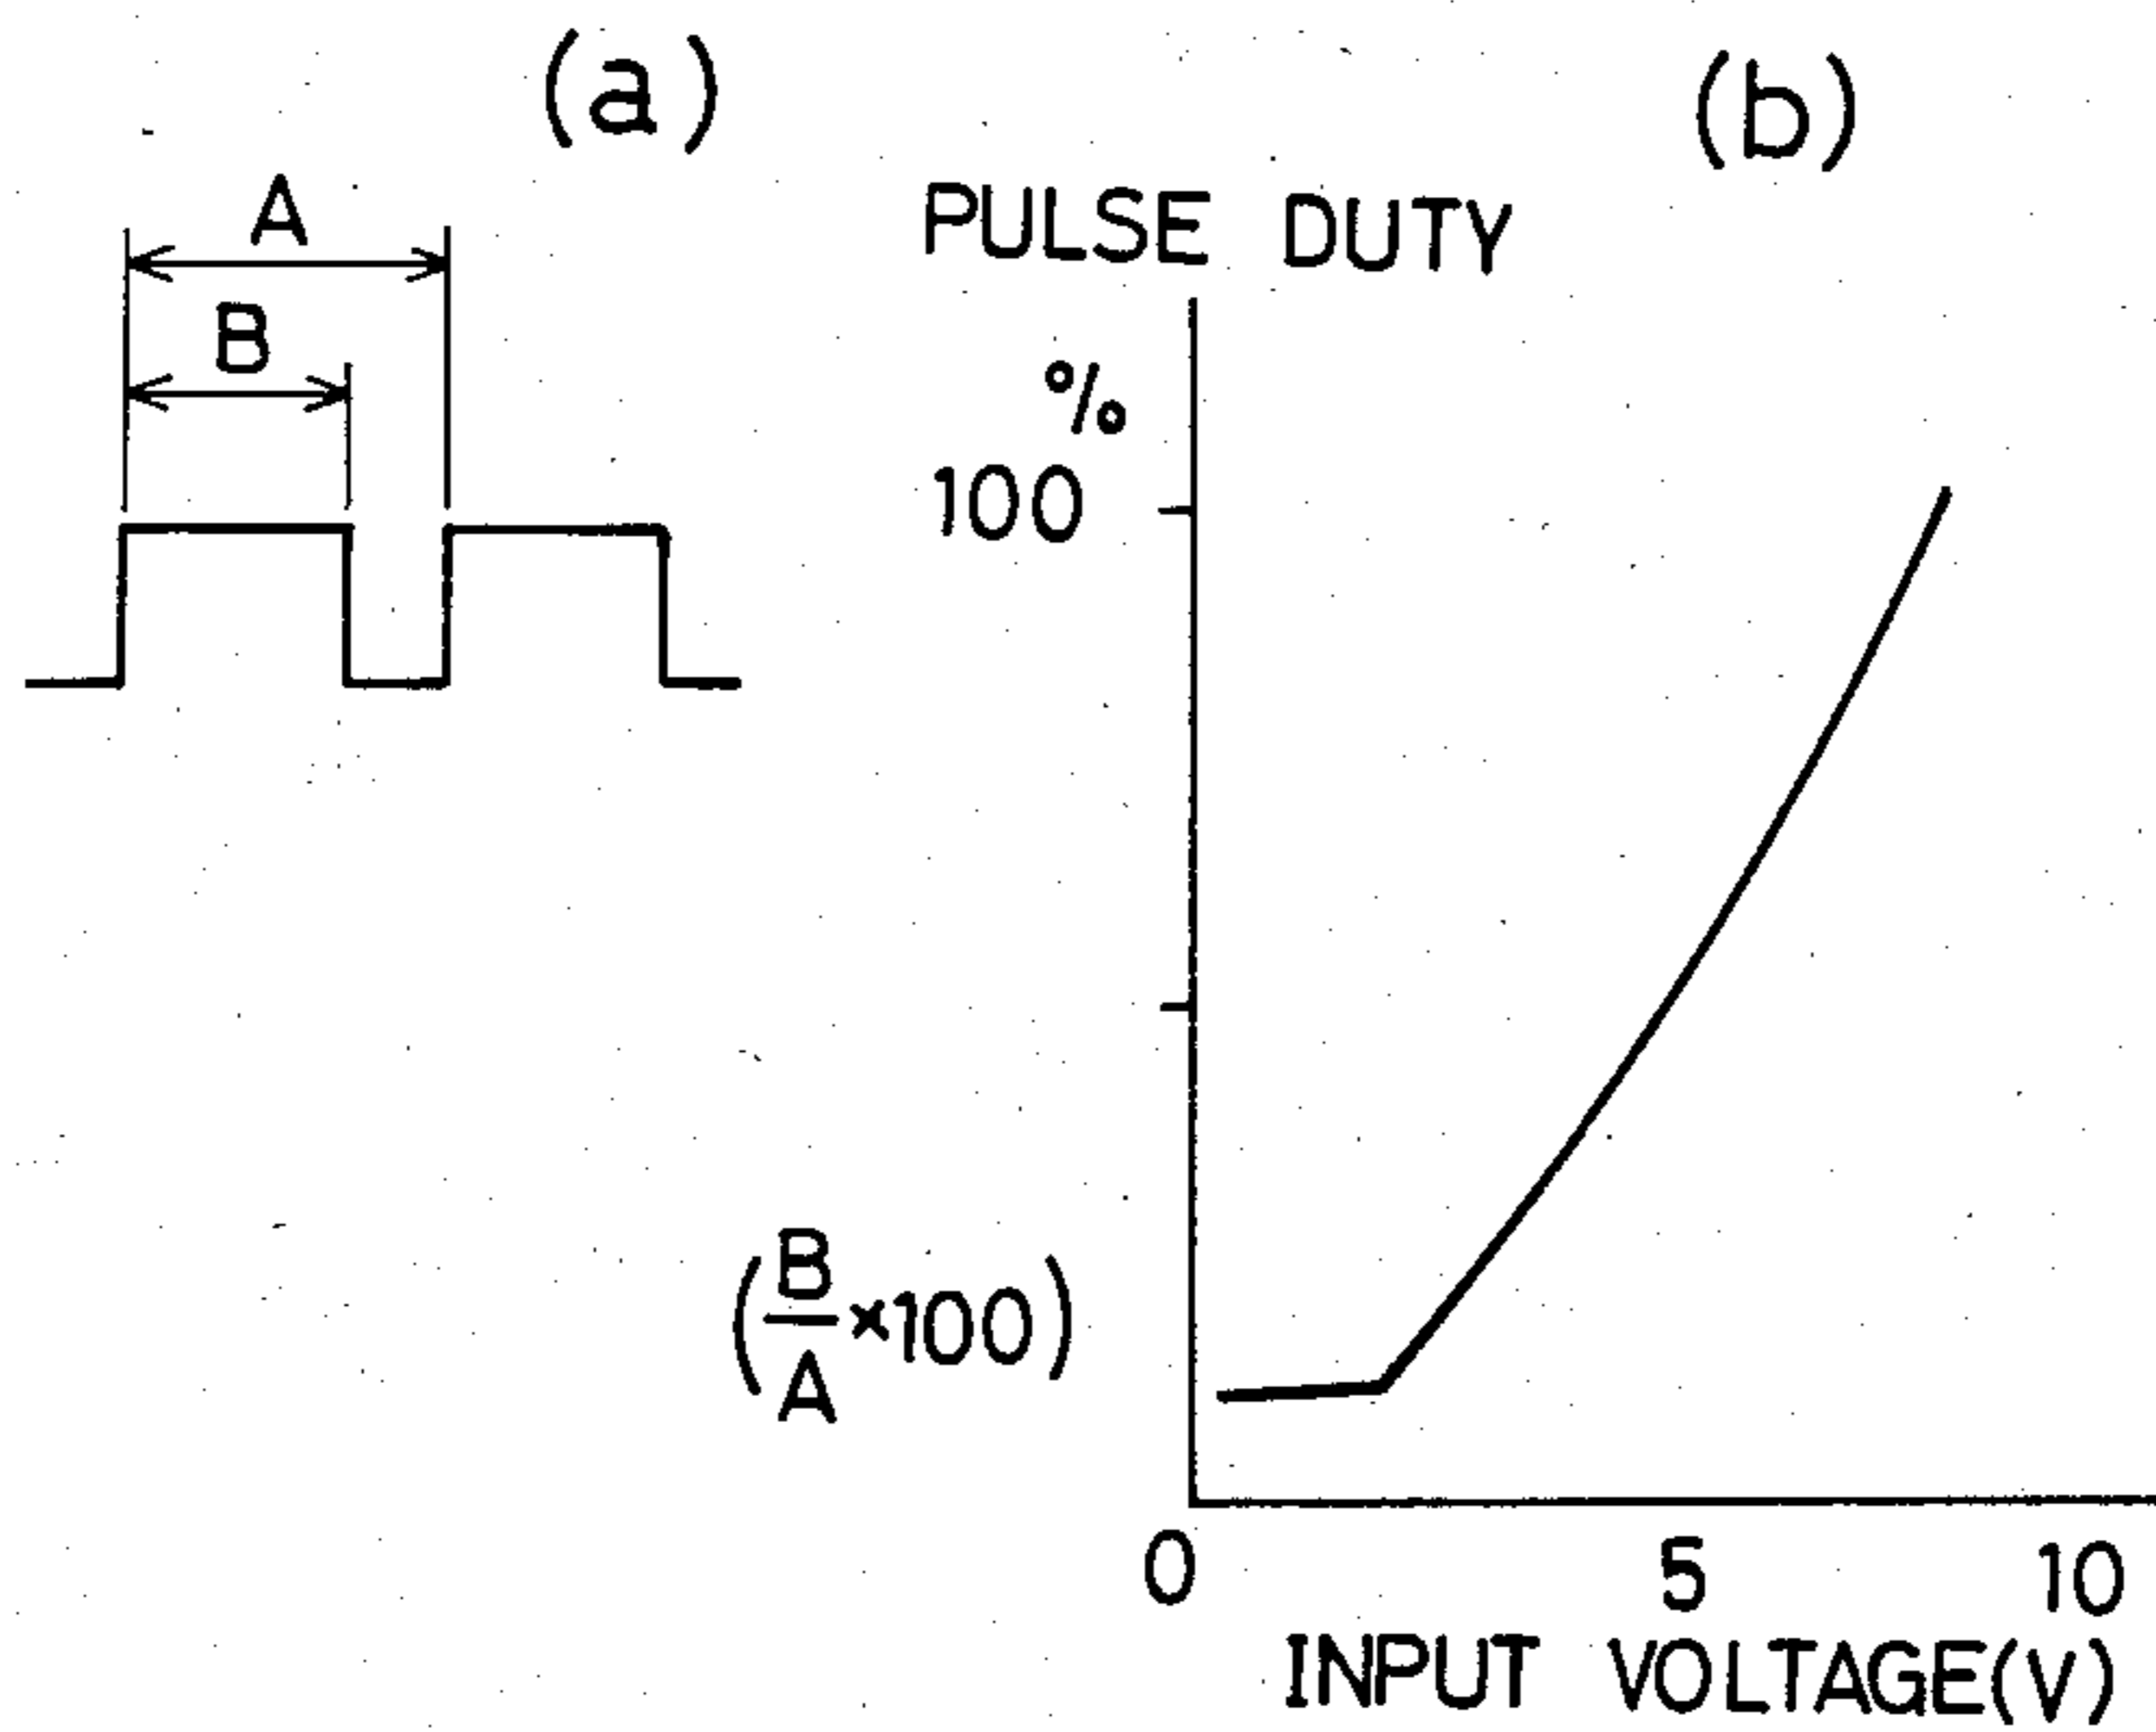 (a)
A
B
(b)
PULSE DUTY
%
100
(B/A×100)
0 5 10
INPUT VOLTAGE(V)